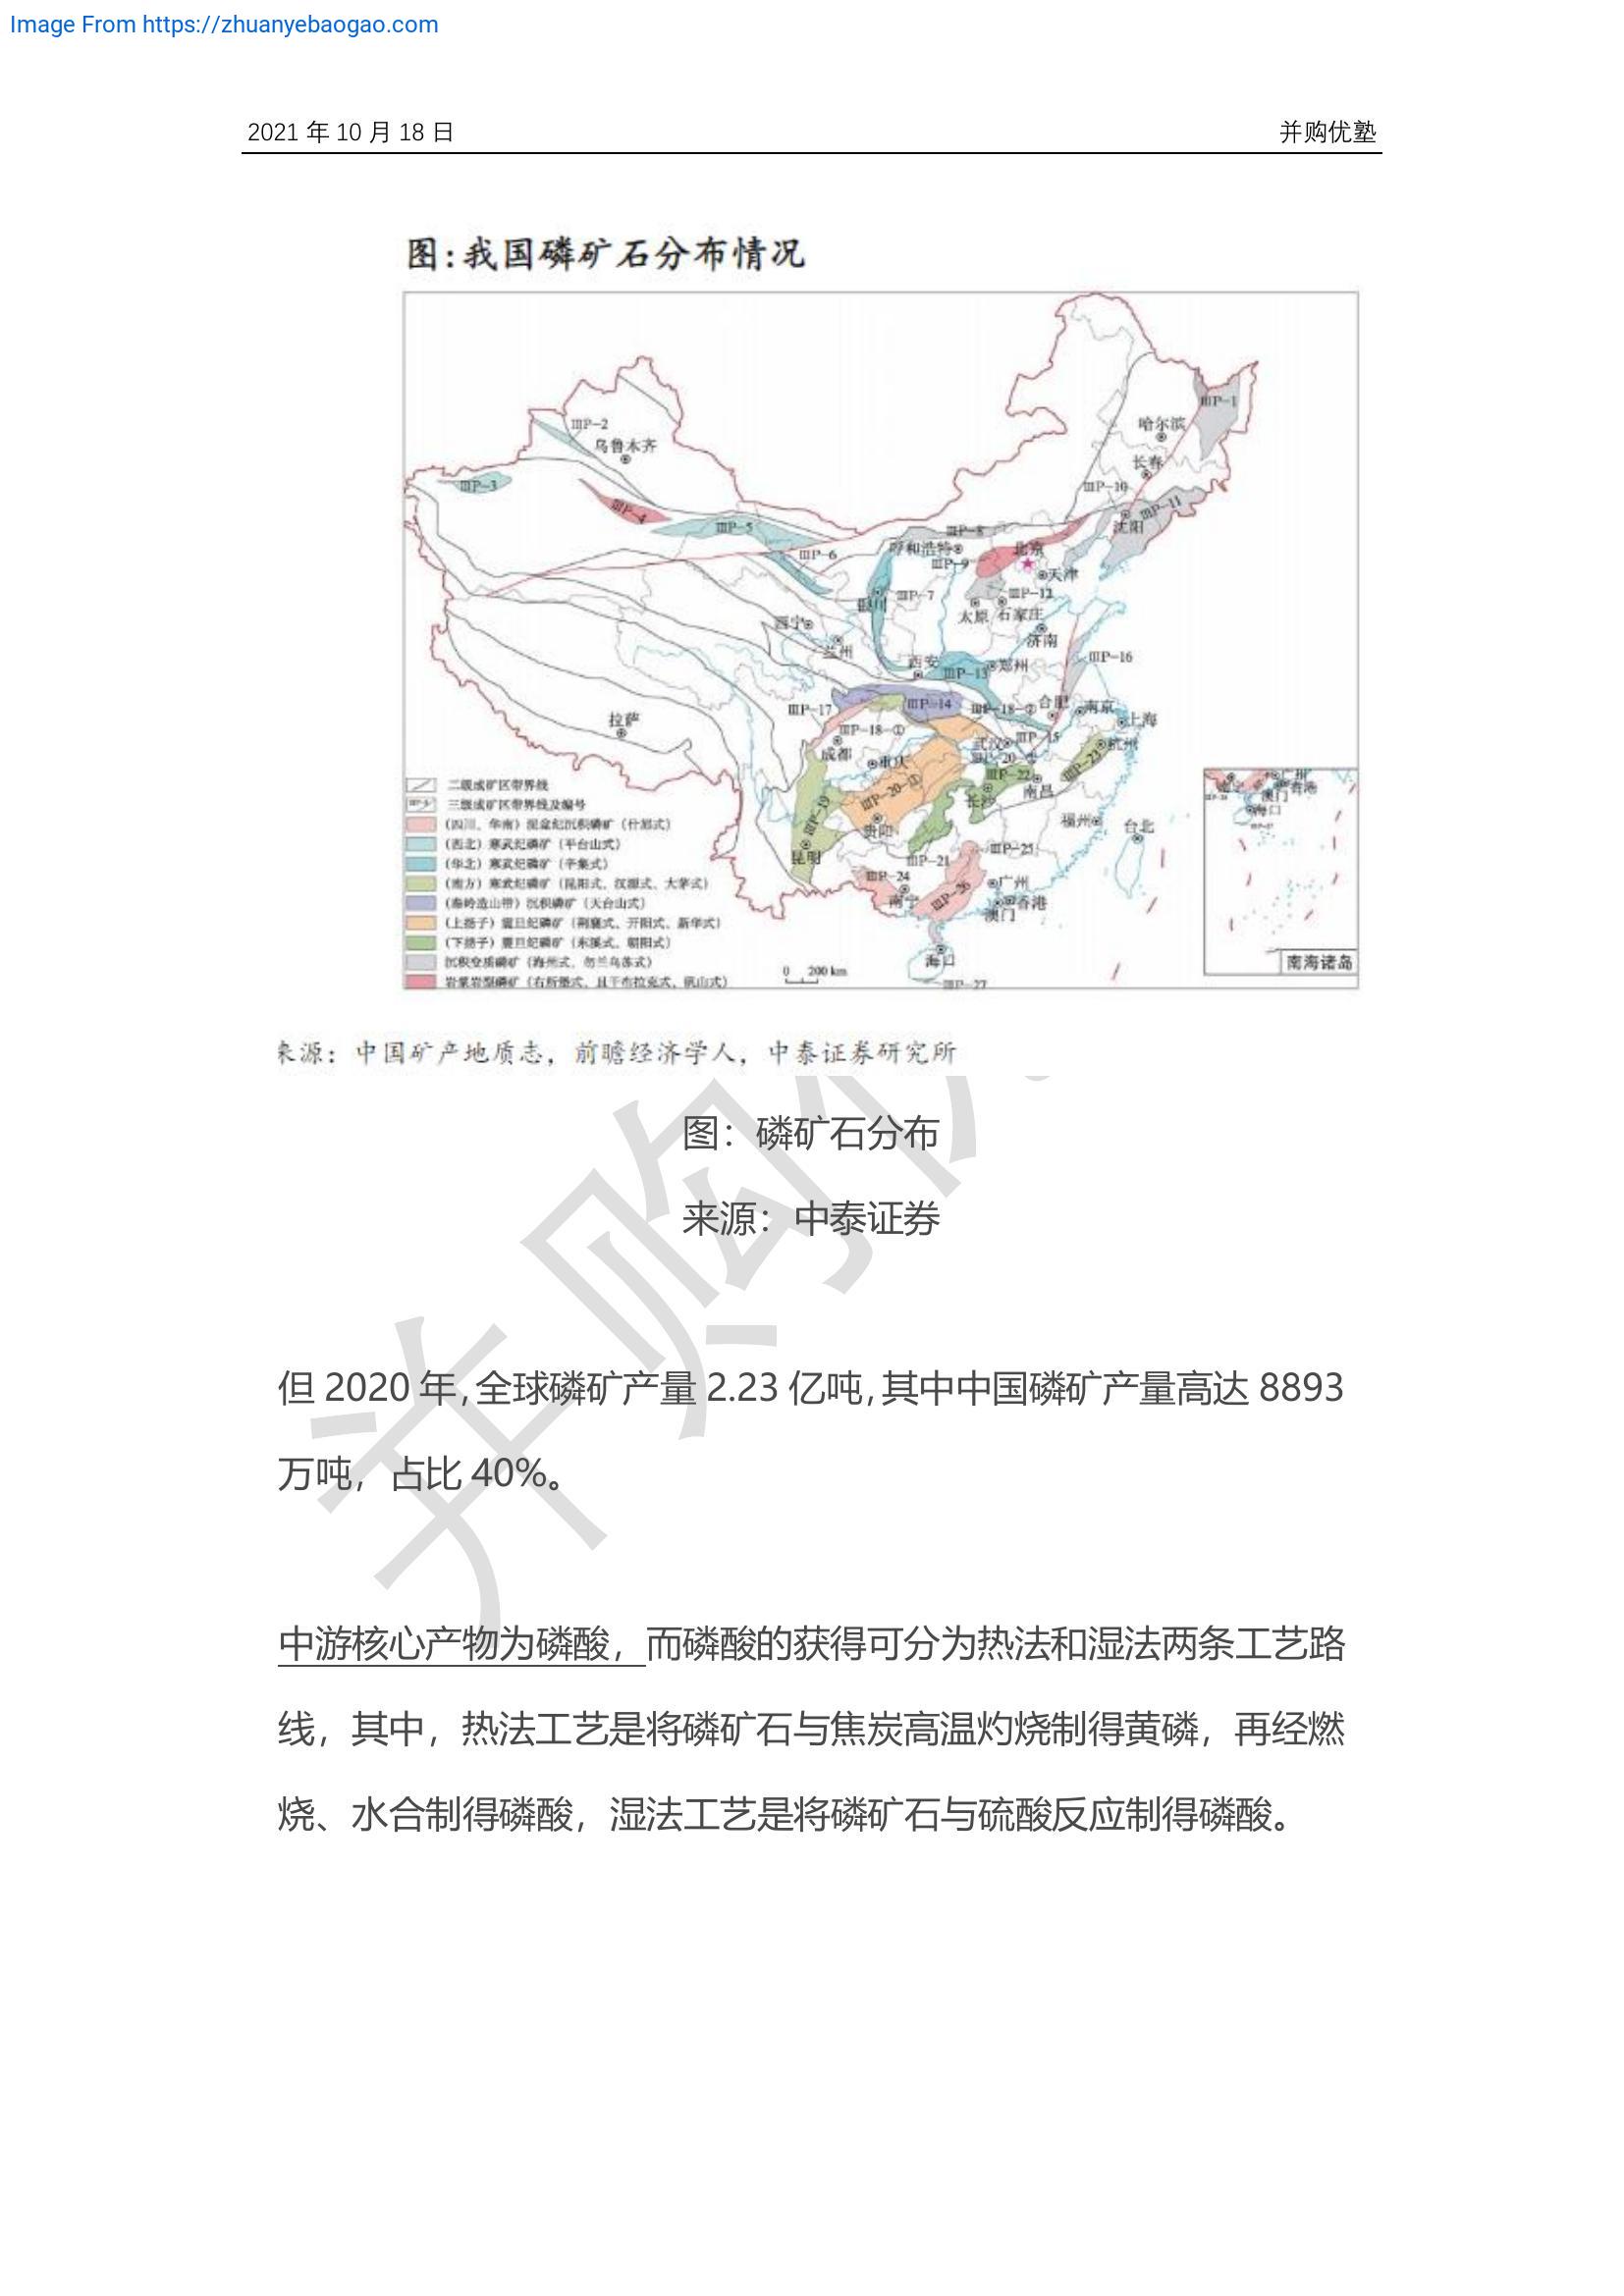 Image From https://zhuanyebaogao.com
2021 年 10 月 18 日
并购优塾
图:我国磷矿石分布情况
ⅢP-1
ⅢP-2
哈尔滨
乌鲁木齐
长春
ⅢP-3
ⅢP-10
ⅢP-4
ⅢP-11
沈阳
ⅢP-5
ⅢP-8
ⅢP-6
呼和浩特
北京
ⅢP-9
天津
ⅢP-7
ⅢP-12
银川
太原
石家庄
西宁
济南
兰州
西安
郑州
ⅢP-16
ⅢP-13
ⅢP-17
ⅢP-14
ⅢP-18-②
合肥
南京
拉萨
上海
ⅢP-18-①
ⅢP-15
成都
武汉
杭州
重庆
ⅢP-23
ⅢP-22
ⅢP-20-①
南昌
长沙
ⅢP-19
贵阳
福州
台北
昆明
ⅢP-21
ⅢP-25
ⅢP-24
ⅢP-26
广州
南宁
香港
澳门
海口
ⅢP-27
二级成矿区带界线
三级成矿区带界线及编号
(四川、华南) 泥盆纪沉积磷矿 (什邡式)
(西北) 寒武纪磷矿 (平台山式)
(华北) 寒武纪磷矿 (辛集式)
(南方) 寒武纪磷矿 (昆阳式、汉源式、大茅式)
(秦岭造山带) 沉积磷矿 (天台山式)
(上扬子) 震旦纪磷矿 (荆襄式、开阳式、新华式)
(下扬子) 震旦纪磷矿 (东溪式、朝阳式)
沉积变质磷矿 (海州式、勿兰乌苏式)
岩浆岩型磷矿 (右所堡式、且干布拉克式、矾山式)
0 200 km
广州
香港
澳门
海口
南海诸岛
来源：中国矿产地质志，前瞻经济学人，中泰证券研究所
图：磷矿石分布
来源：中泰证券
但 2020 年，全球磷矿产量 2.23 亿吨，其中中国磷矿产量高达 8893
万吨，占比 40%。
中游核心产物为磷酸，而磷酸的获得可分为热法和湿法两条工艺路
线，其中，热法工艺是将磷矿石与焦炭高温灼烧制得黄磷，再经燃
烧、水合制得磷酸，湿法工艺是将磷矿石与硫酸反应制得磷酸。
并购